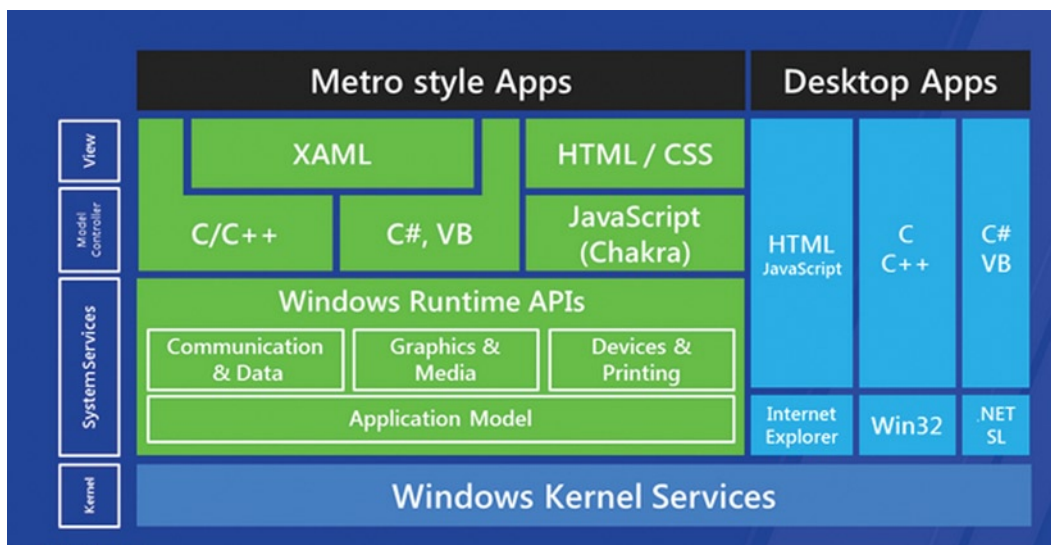 Metro style Apps
Desktop Apps
View
XAML
HTML / CSS
Model
Controller
C/C++
C#, VB
JavaScript
(Chakra)
HTML
JavaScript
C
C++
C#
VB
System Services
Windows Runtime APIs
Communication
& Data
Graphics &
Media
Devices &
Printing
Application Model
Internet
Explorer
Win32
.NET
SL
Kernel
Windows Kernel Services